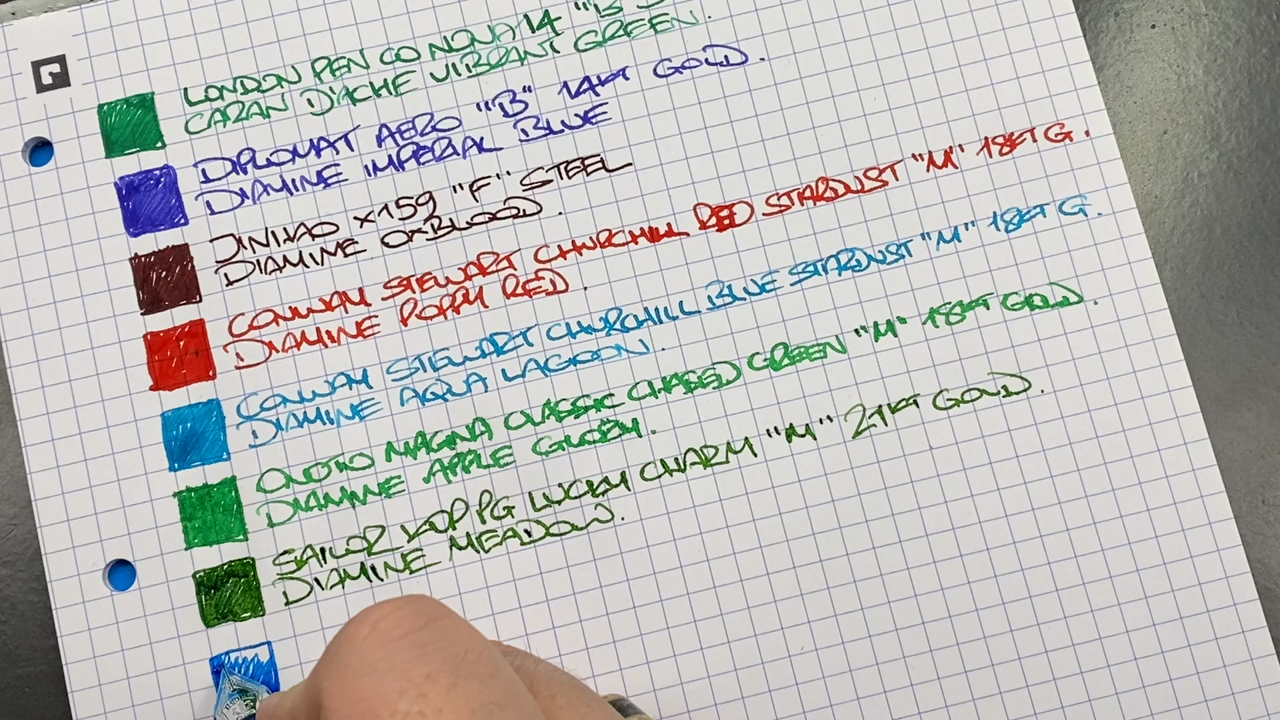 LONDON PEN CO NOVA 14 "B"
CARAN D'ACHE VIBRANT GREEN.
DIPLOMAT AERO "B" 14KT GOLD.
DIAMINE IMPERIAL BLUE
JINHAO X159 "F" STEEL
DIAMINE OXBLOOD.
CONWAY STEWART CHURCHILL RED STARDUST "M" 18KT G.
DIAMINE POPPY RED.
CONWAY STEWART CHURCHILL BLUE STARDUST "M" 18KT G.
DIAMINE AQUA LAGOON.
ONOTO MAGNA CLASSIC CHASED GREEN "M" 18KT GOLD.
DIAMINE APPLE GLORY.
SAILOR KOP PG LUCKY CHARM "M" 21KT GOLD.
DIAMINE MEADOW.